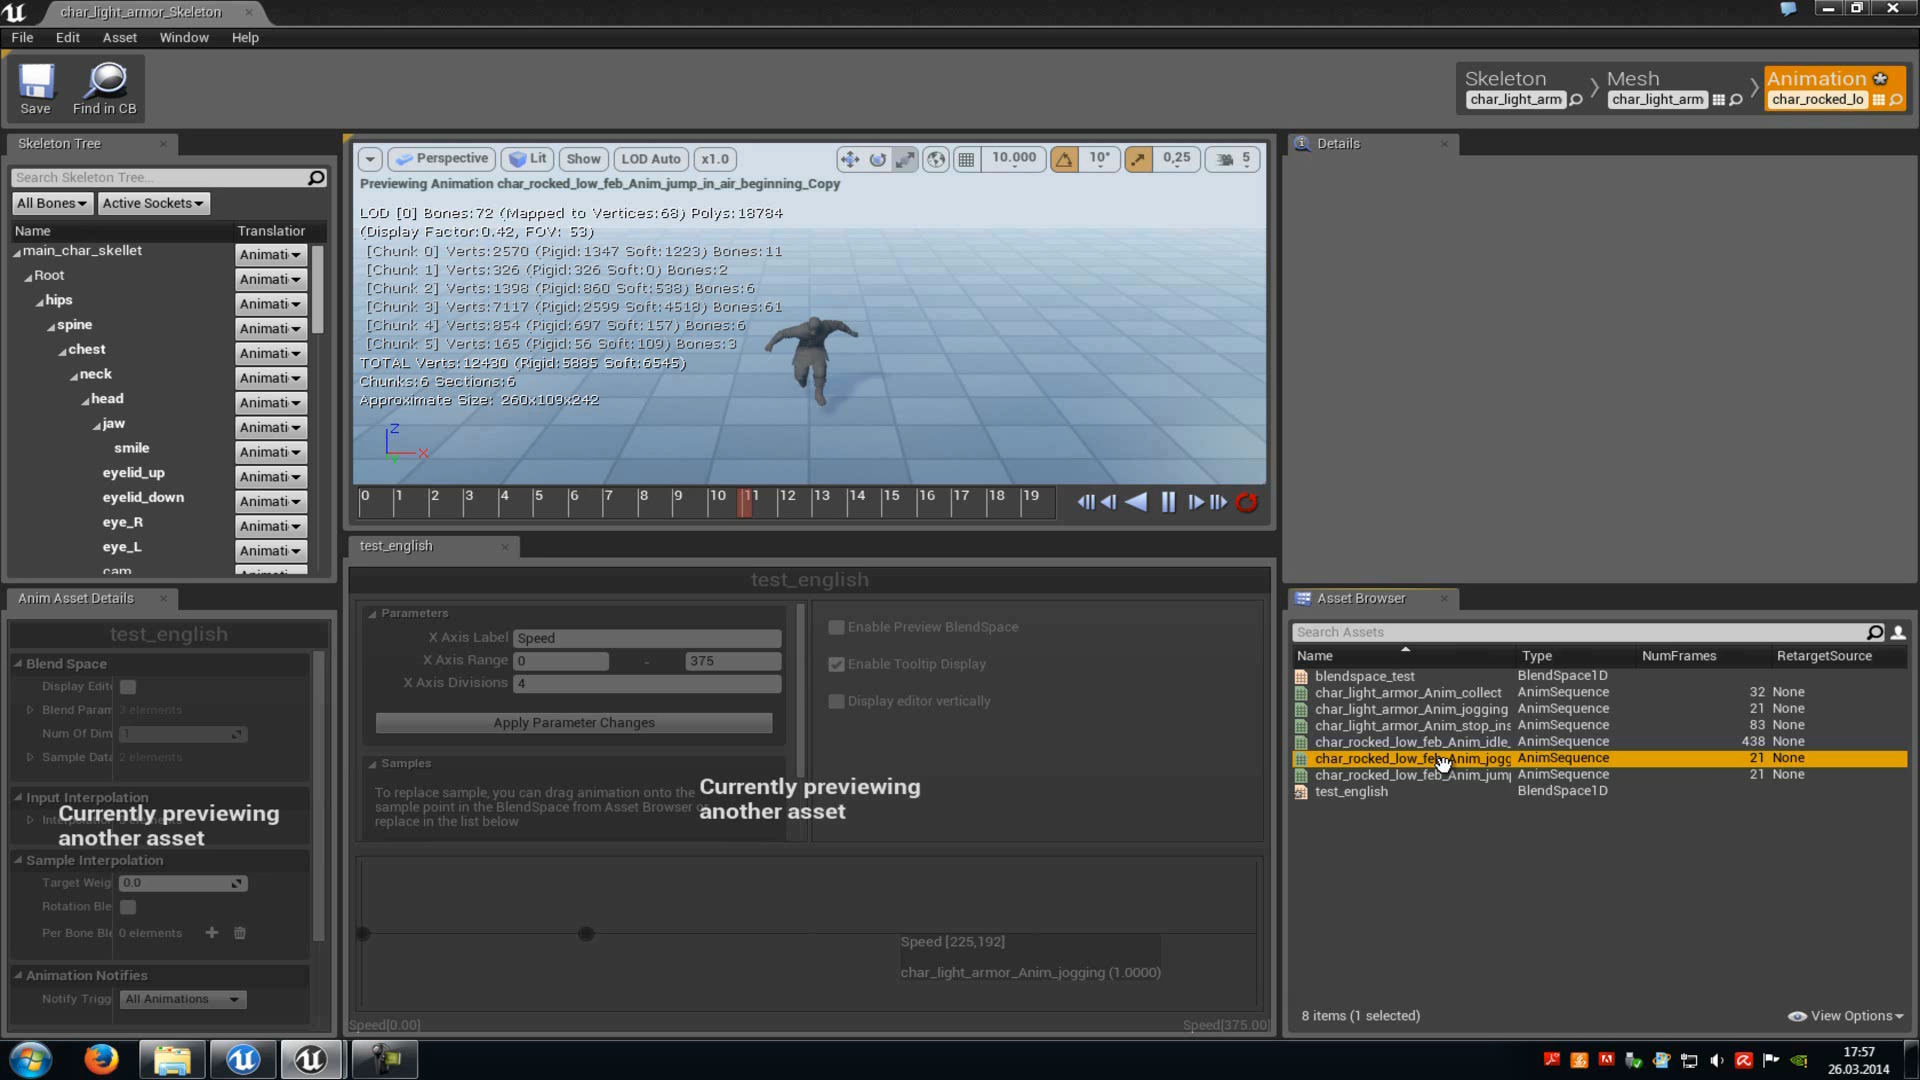 char_light_armor_Skeleton
File Edit Asset Window Help
Save
Find in CB
Skeleton
char_light_arm
Mesh
char_light_arm
Animation
char_rocked_lo
Skeleton Tree
Search Skeleton Tree...
All Bones
Active Sockets
Name Translation
main_char_skellet Animati
Root Animati
hips Animati
spine Animati
chest Animati
neck Animati
head Animati
jaw Animati
smile Animati
eyelid_up Animati
eyelid_down Animati
eye_R Animati
eye_L Animati
cam Animati
Perspective Lit Show LOD Auto x1.0 10.000 10° 0,25 5
Previewing Animation char_rocked_low_feb_Anim_jump_in_air_beginning_Copy
LOD [0] Bones:72 (Mapped to Vertices:68) Polys:18784
(Display Factor:0.42, FOV: 53)
[Chunk 0] Verts:2570 (Rigid:1347 Soft:1223) Bones:11
[Chunk 1] Verts:326 (Rigid:326 Soft:0) Bones:2
[Chunk 2] Verts:1398 (Rigid:860 Soft:538) Bones:6
[Chunk 3] Verts:7117 (Rigid:2599 Soft:4518) Bones:61
[Chunk 4] Verts:854 (Rigid:697 Soft:157) Bones:6
[Chunk 5] Verts:165 (Rigid:56 Soft:109) Bones:3
TOTAL Verts:12430 (Rigid:5885 Soft:6545)
Chunks:6 Sections:6
Approximate Size: 260x109x242
Z
X
Y
0 1 2 3 4 5 6 7 8 9 10 11 12 13 14 15 16 17 18 19
Details
Anim Asset Details
test_english
Blend Space
Display Edit
Blend Param 3 elements
Num Of Dim 1
Sample Data 2 elements
Input Interpolation
Currently previewing
another asset
Sample Interpolation
Target Weig 0.0
Rotation Ble
Per Bone Ble 0 elements
Animation Notifies
Notify Trigg All Animations
test_english
test_english
Parameters
X Axis Label Speed
X Axis Range 0 - 375
X Axis Divisions 4
Apply Parameter Changes
Samples
To replace sample, you can drag animation onto the
sample point in the BlendSpace from Asset Browser or
replace in the list below
Enable Preview BlendSpace
Enable Tooltip Display
Display editor vertically
Currently previewing
another asset
Speed [225,192]
char_light_armor_Anim_jogging (1.0000)
Speed[0.00]
Speed[375.00]
Asset Browser
Search Assets
Name Type NumFrames RetargetSource
blendspace_test BlendSpace1D
char_light_armor_Anim_collect AnimSequence 32 None
char_light_armor_Anim_jogging AnimSequence 21 None
char_light_armor_Anim_stop_ins AnimSequence 83 None
char_rocked_low_feb_Anim_idle_ AnimSequence 438 None
char_rocked_low_feb_Anim_jogg AnimSequence 21 None
char_rocked_low_feb_Anim_jump AnimSequence 21 None
test_english BlendSpace1D
8 items (1 selected)
View Options
17:57
26.03.2014